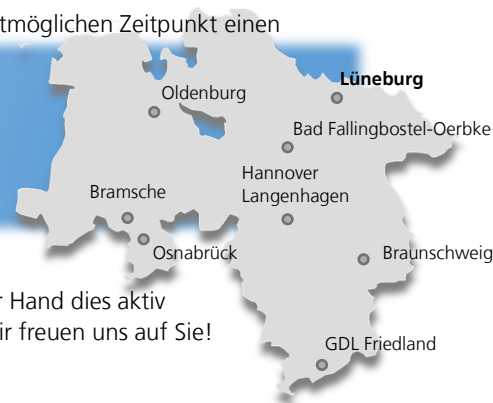 tmöglichen Zeitpunkt einen
Lüneburg
Oldenburg
Bad Fallingbostel-Oerbke
Hannover
Langenhagen
Bramsche
Osnabrück
Braunschweig
r Hand dies aktiv
ir freuen uns auf Sie!
GDL Friedland